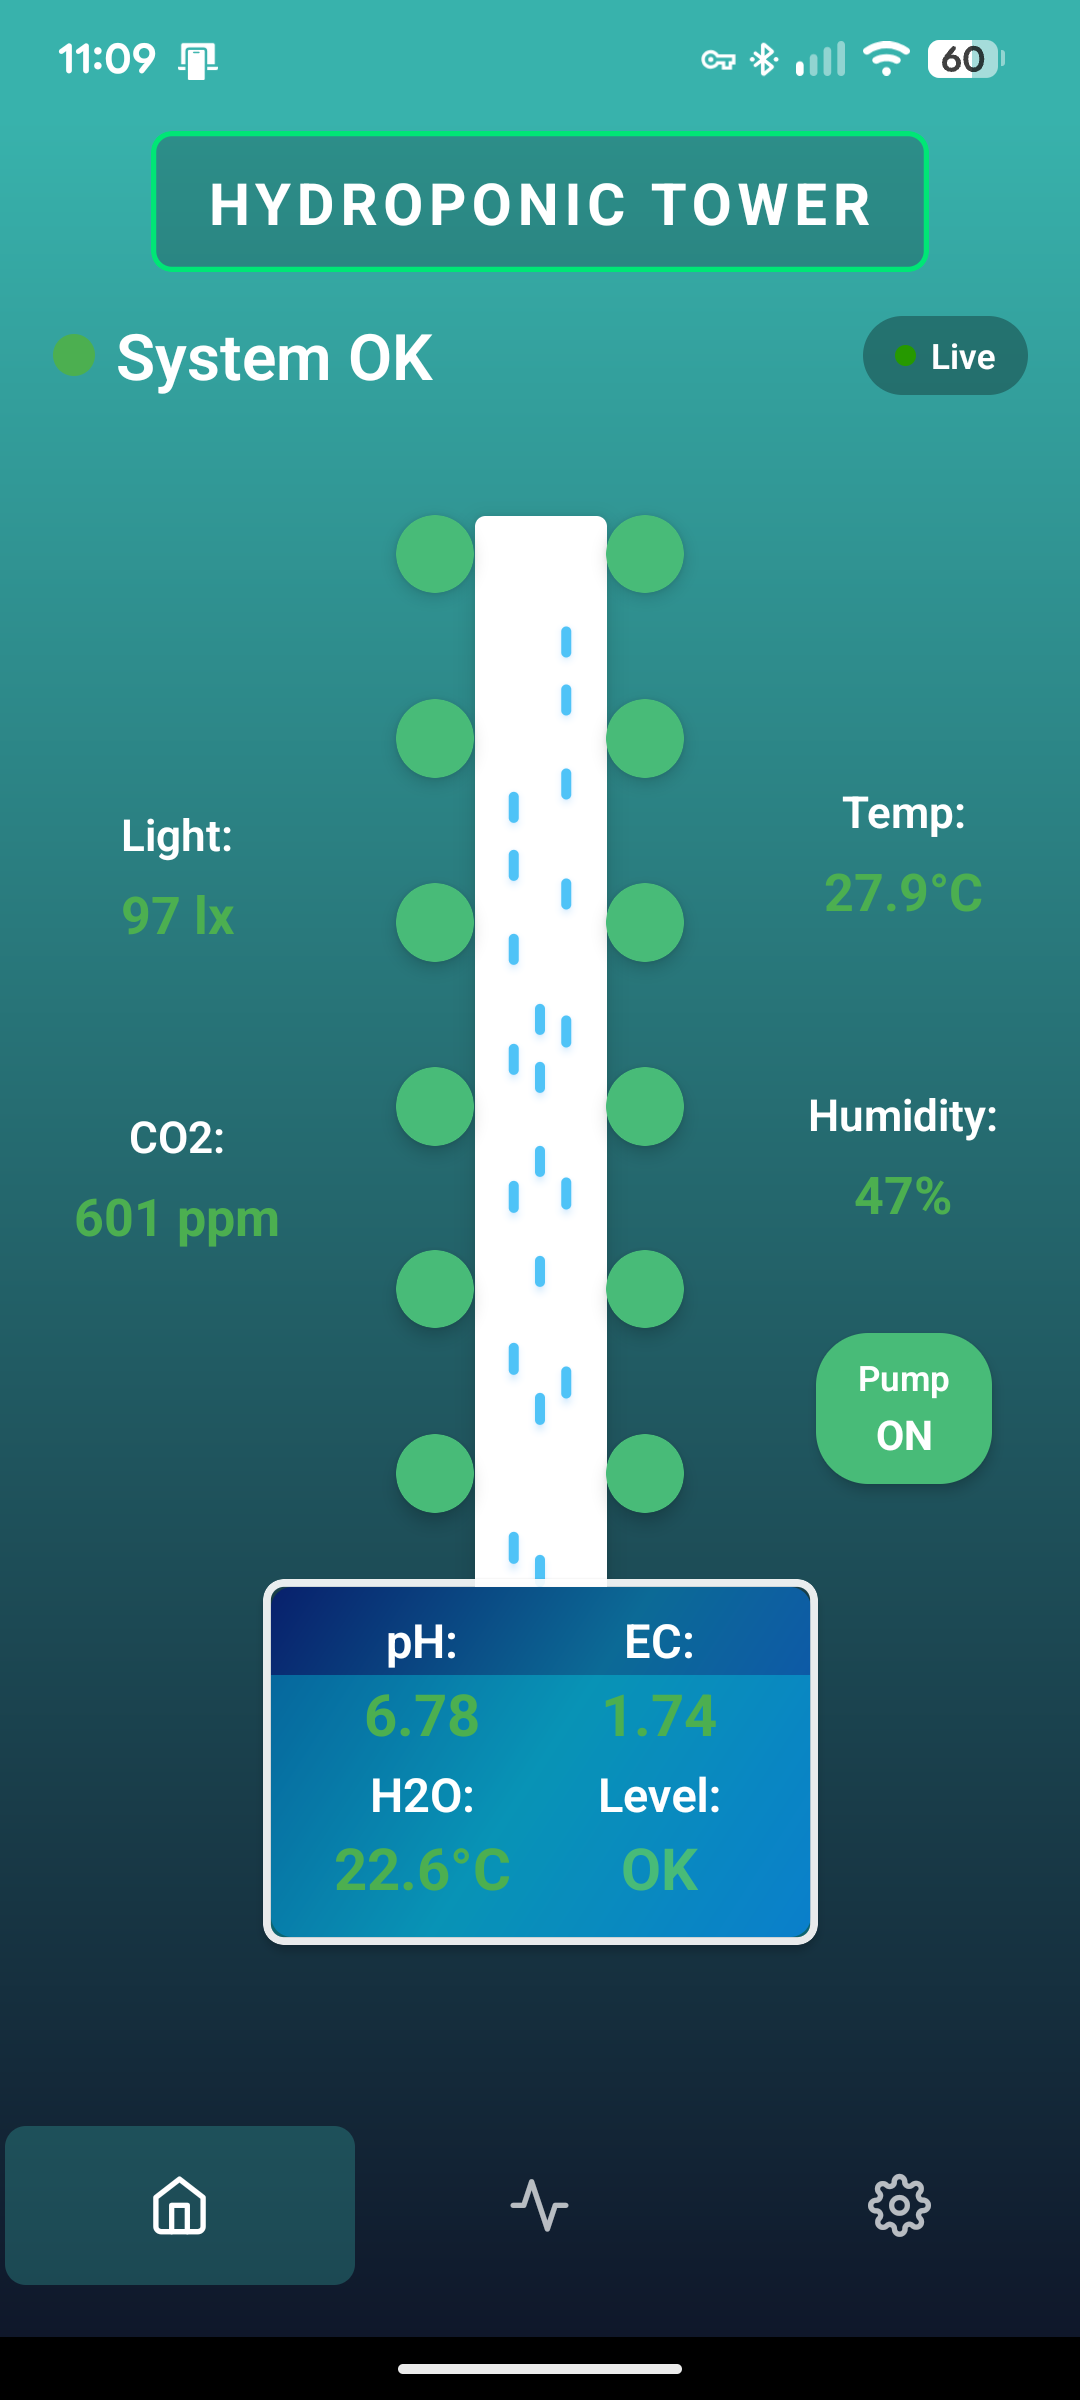 11:09
60
HYDROPONIC TOWER
System OK
Live
Light:
97 lx
Temp:
27.9°C
CO2:
601 ppm
Humidity:
47%
Pump
ON
pH:
6.78
EC:
1.74
H2O:
22.6°C
Level:
OK